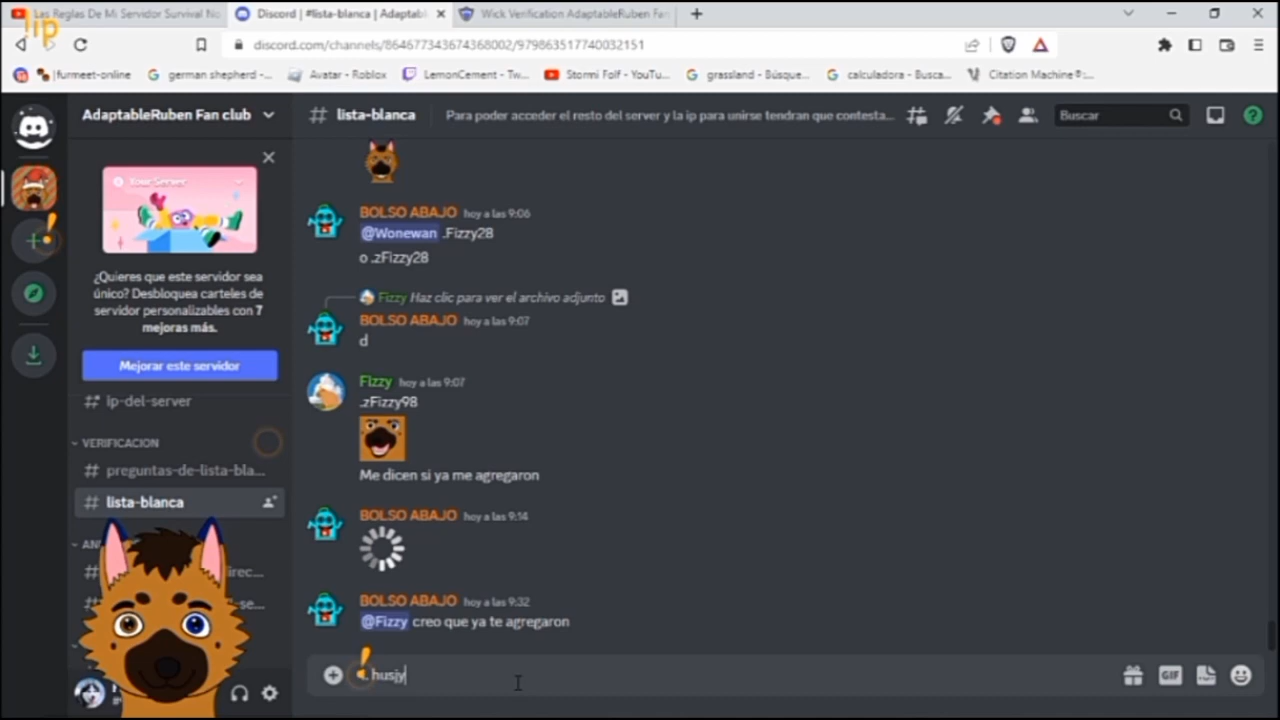 Las Reglas De Mi Servidor Survival No
Discord | #lista-blanca | Adaptabl
Wick Verification AdaptableRuben Fan
!ip
discord.com/channels/864677343674368002/979863517740032151
furmeet-online
german shepherd -...
Avatar - Roblox
LemonCement - Tw...
Stormi Folf - YouTu...
grassland - Búsque...
calculadora - Busca...
Citation Machine®:...
AdaptableRuben Fan club
# lista-blanca
Para poder acceder el resto del server y la ip para unirse tendran que contesta...
Buscar
Your Server
¿Quieres que este servidor sea
único? Desbloquea carteles de
servidor personalizables con 7
mejoras más.
Mejorar este servidor
ip-del-server
VERIFICACION
# preguntas-de-lista-bla...
# lista-blanca
BOLSO ABAJO hoy a las 9:06
@Wonewan .Fizzy28
o .zFizzy28
Fizzy Haz clic para ver el archivo adjunto
BOLSO ABAJO hoy a las 9:07
d
Fizzy hoy a las 9:07
.zFizzy98
Me dicen si ya me agregaron
BOLSO ABAJO hoy a las 9:14
BOLSO ABAJO hoy a las 9:32
@Fizzy creo que ya te agregaron
husjy
GIF